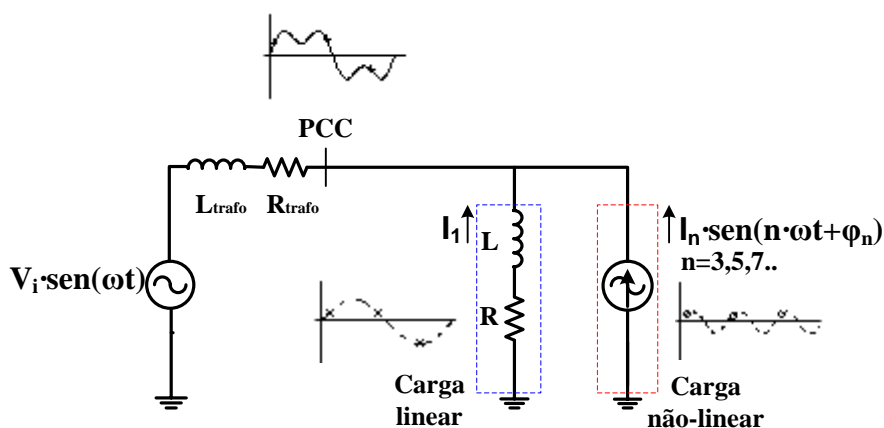 PCC
Ltrafo Rtrafo
Vi·sen(ωt)
I1
L
R
In·sen(n·ωt+φn)
n=3,5,7..
Carga
linear
Carga
não-linear